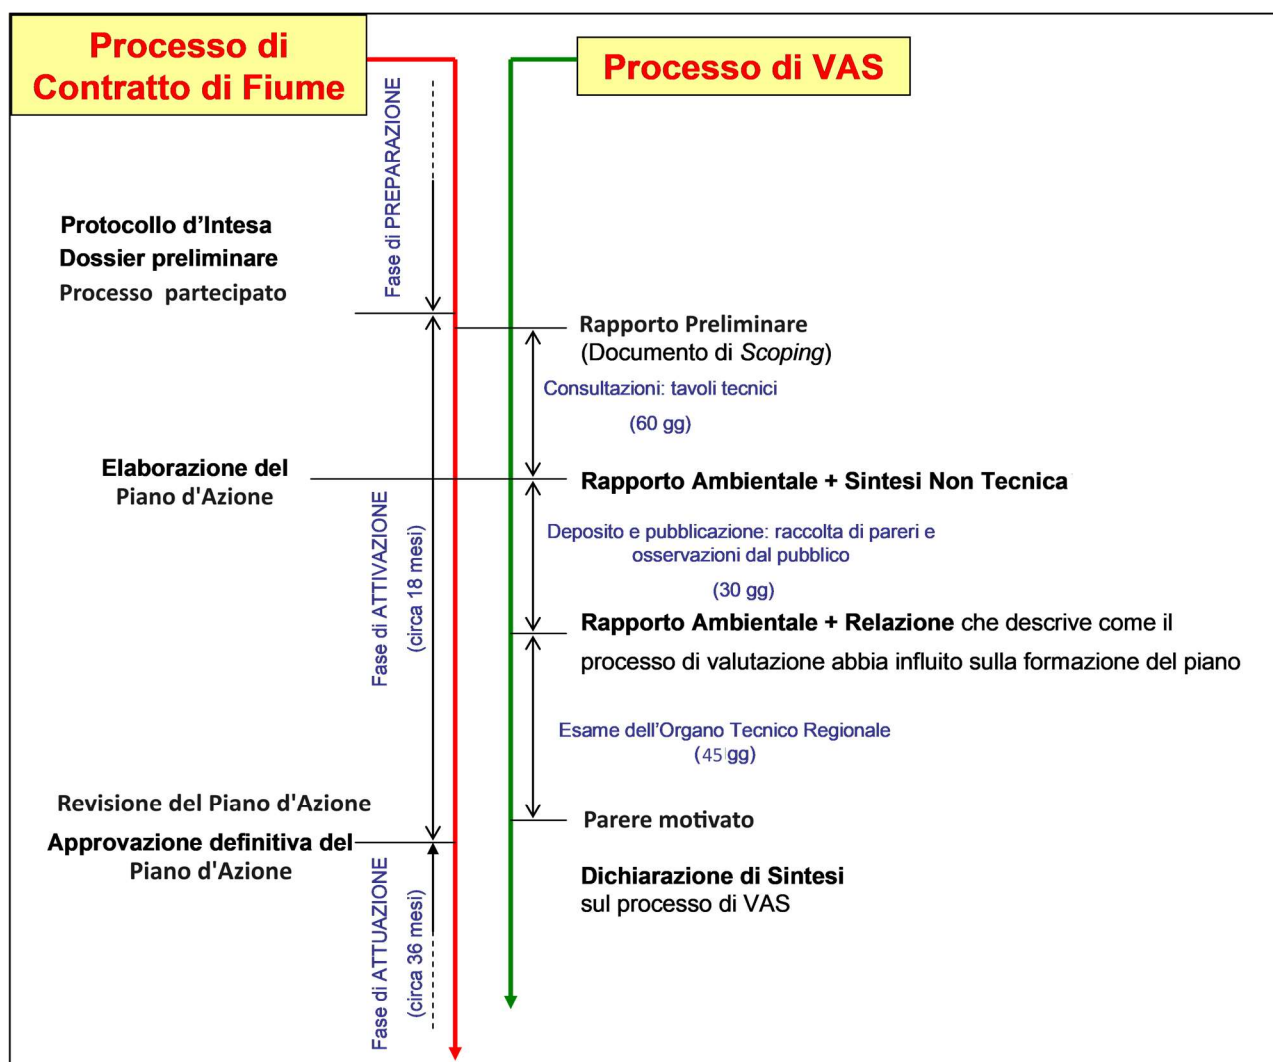 Processo di
Contratto di Fiume
Processo di VAS
Fase di PREPARAZIONE
Protocollo d'Intesa
Dossier preliminare
Processo partecipato
Rapporto Preliminare
(Documento di Scoping)
Consultazioni: tavoli tecnici
(60 gg)
Elaborazione del
Piano d'Azione
Rapporto Ambientale + Sintesi Non Tecnica
Fase di ATTIVAZIONE
(circa 18 mesi)
Deposito e pubblicazione: raccolta di pareri e
osservazioni dal pubblico
(30 gg)
Rapporto Ambientale + Relazione che descrive come il
processo di valutazione abbia influito sulla formazione del piano
Esame dell'Organo Tecnico Regionale
(45 gg)
Revisione del Piano d'Azione
Approvazione definitiva del
Piano d'Azione
Parere motivato
Fase di ATTUAZIONE
(circa 36 mesi)
Dichiarazione di Sintesi
sul processo di VAS